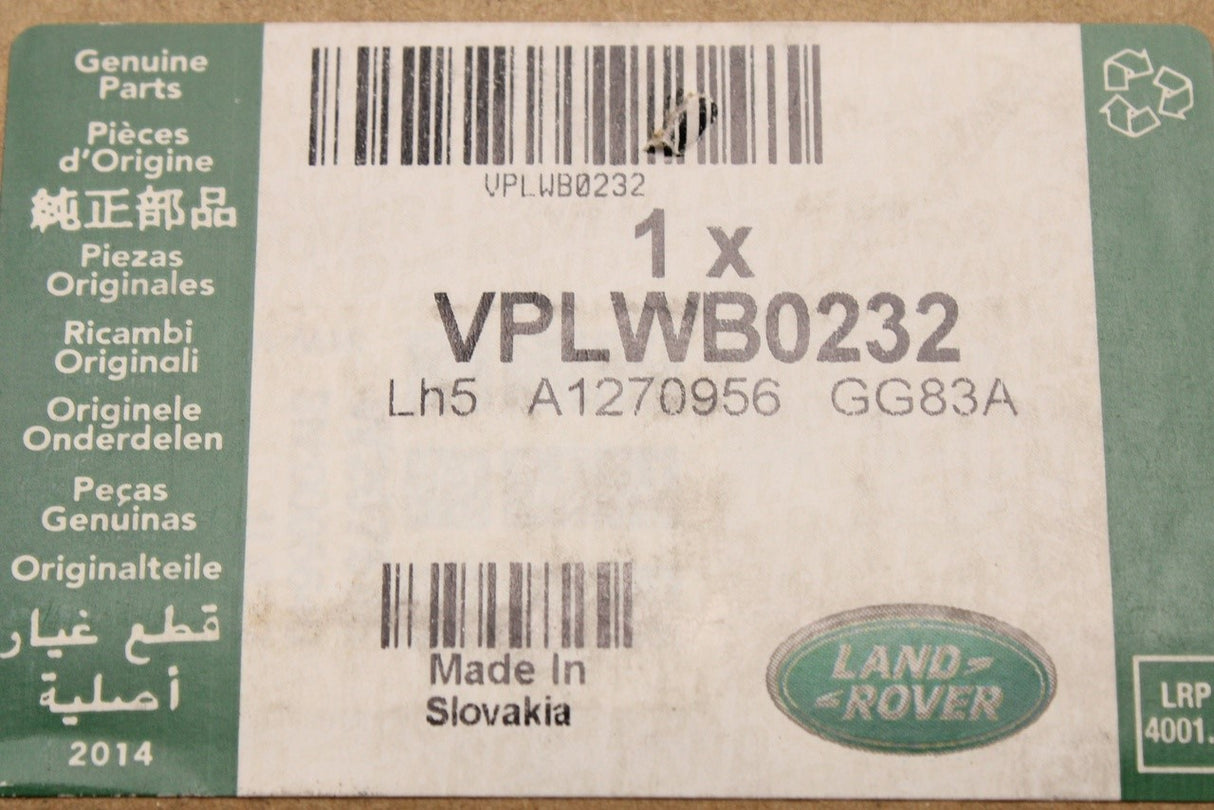 Genuine
Parts
Pièces
d'Origine
純正部品
Piezas
Originales
Ricambi
Originali
Originele
Onderdelen
Peças
Genuinas
Originalteile
قطع غيار
أصلية
2014
VPLWB0232
1 x
VPLWB0232
Lh5 A1270956 GG83A
Made In
Slovakia
LAND
ROVER
LRP
4001.